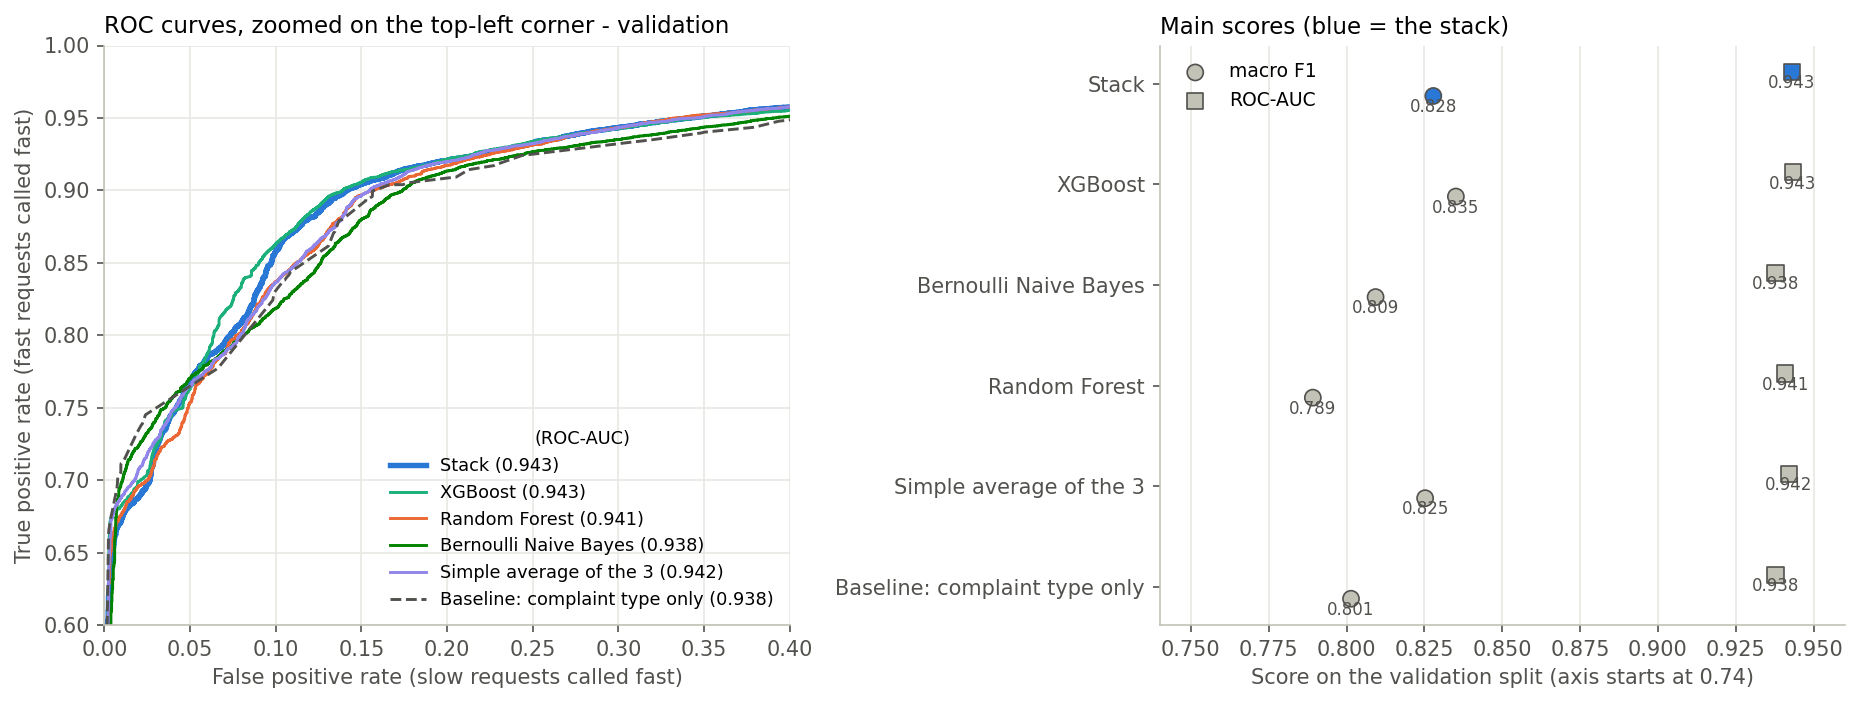 ROC curves, zoomed on the top-left corner - validation
True positive rate (fast requests called fast)
1.00
0.95
0.90
0.85
0.80
0.75
0.70
0.65
0.60
(ROC-AUC)
Stack (0.943)
XGBoost (0.943)
Random Forest (0.941)
Bernoulli Naive Bayes (0.938)
Simple average of the 3 (0.942)
Baseline: complaint type only (0.938)
0.00 0.05 0.10 0.15 0.20 0.25 0.30 0.35 0.40
False positive rate (slow requests called fast)
Main scores (blue = the stack)
macro F1
ROC-AUC
Stack
0.943
0.828
XGBoost
0.943
0.835
Bernoulli Naive Bayes
0.938
0.809
Random Forest
0.941
0.789
Simple average of the 3
0.942
0.825
Baseline: complaint type only
0.938
0.801
0.750 0.775 0.800 0.825 0.850 0.875 0.900 0.925 0.950
Score on the validation split (axis starts at 0.74)